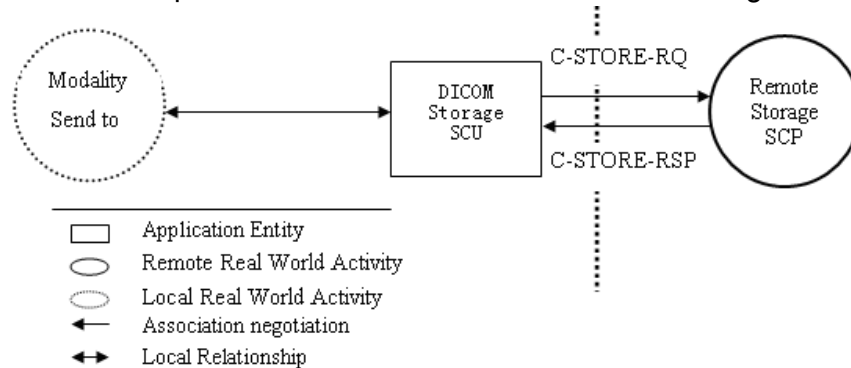 Modality
Send to
DICOM
Storage
SCU
C-STORE-RQ
C-STORE-RSP
Remote
Storage
SCP
Application Entity
Remote Real World Activity
Local Real World Activity
Association negotiation
Local Relationship